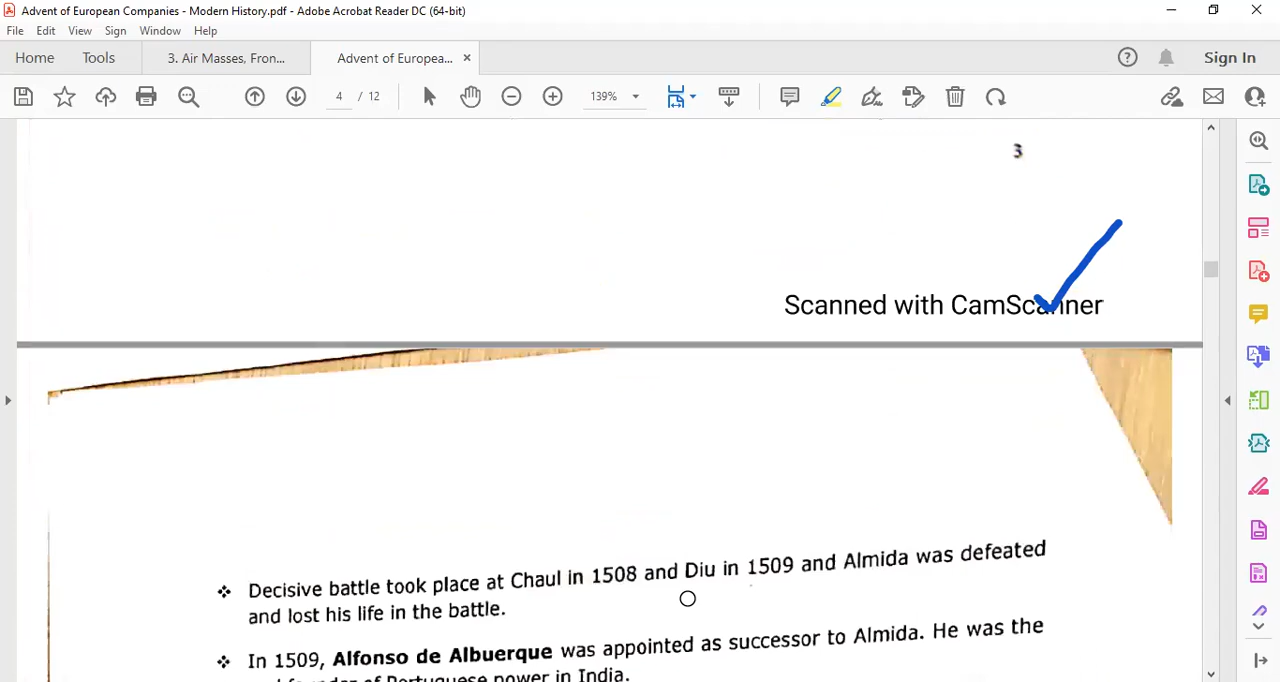 Advent of European Companies - Modern History.pdf - Adobe Acrobat Reader DC (64-bit)
File Edit View Sign Window Help
Home Tools 3. Air Masses, Fron... Advent of Europea... ×
Sign In
4 / 12 139%
3
Scanned with CamScanner
❖ Decisive battle took place at Chaul in 1508 and Diu in 1509 and Almida was defeated
and lost his life in the battle.
❖ In 1509, Alfonso de Albuerque was appointed as successor to Almida. He was the
founder of Portuguese power in India.